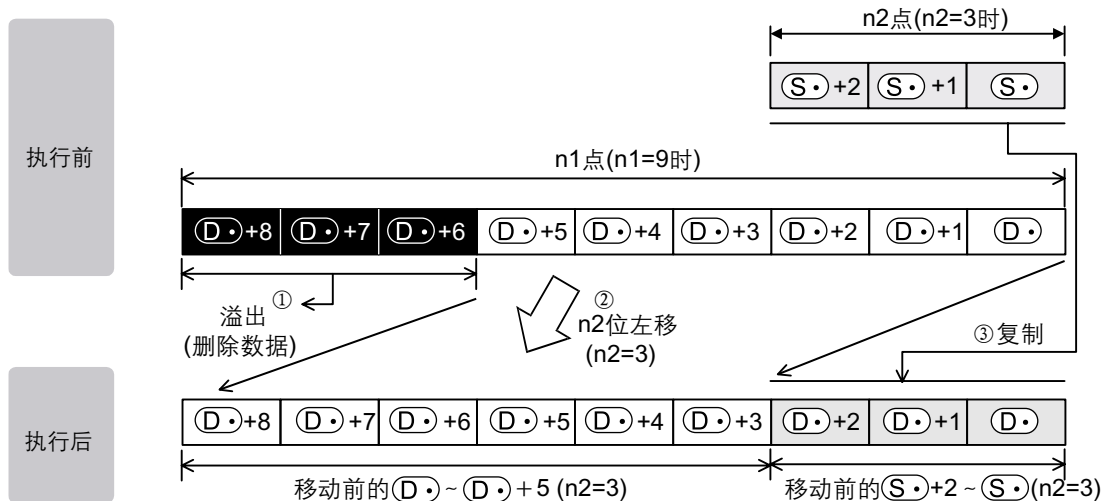 n2点(n2=3时)
S・+2 S・+1 S・
执行前
n1点(n1=9时)
D・+8 D・+7 D・+6 D・+5 D・+4 D・+3 D・+2 D・+1 D・
①
溢出
(删除数据)
②
n2位左移
(n2=3)
③复制
执行后
D・+8 D・+7 D・+6 D・+5 D・+4 D・+3 D・+2 D・+1 D・
移动前的D・~D・+5 (n2=3)
移动前的S・+2~S・(n2=3)